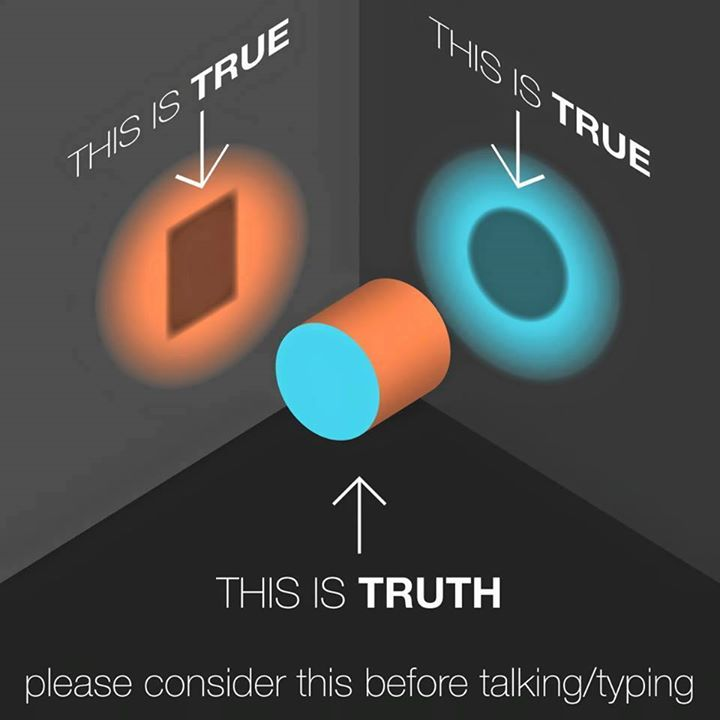 THIS IS TRUE
THIS IS TRUE
THIS IS TRUTH
please consider this before talking/typing